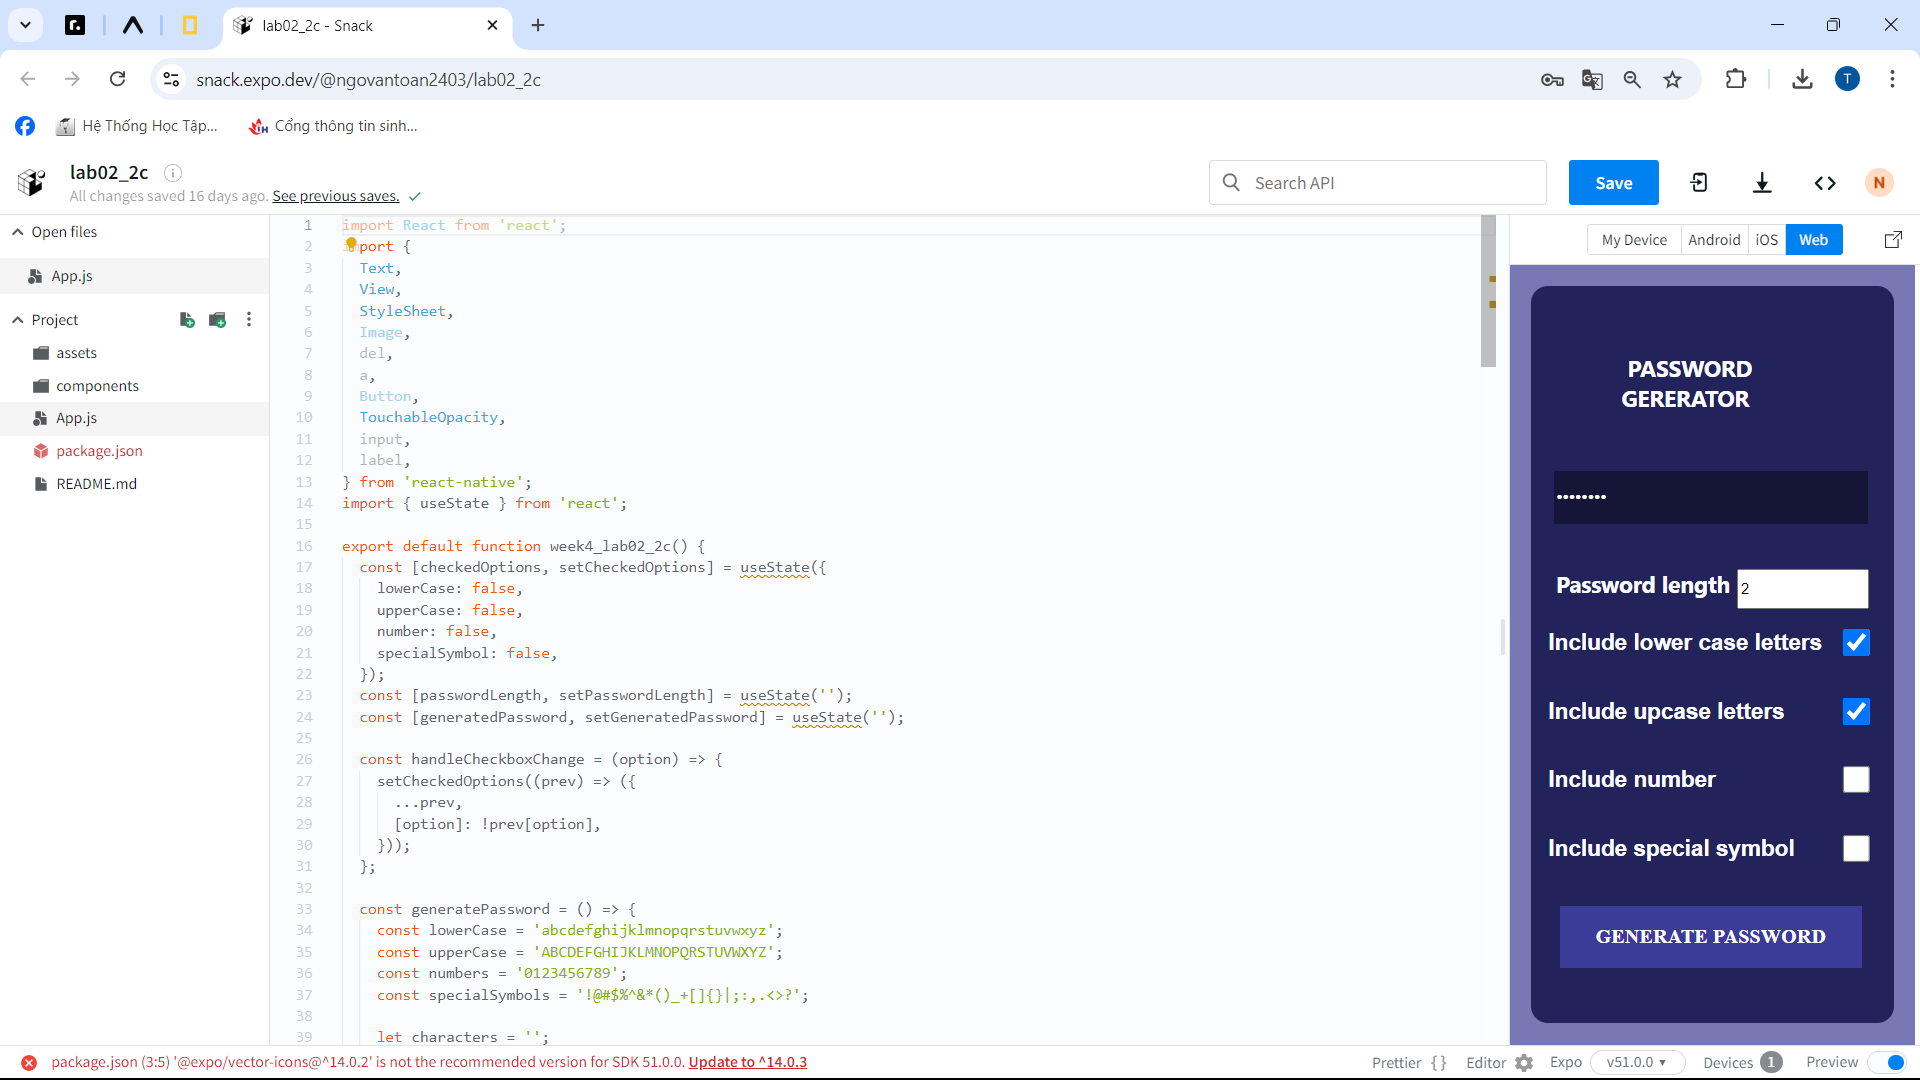 lab02_2c - Snack
snack.expo.dev/@ngovantoan2403/lab02_2c
T
Hệ Thống Học Tập...
Cổng thông tin sinh...
lab02_2c
All changes saved 16 days ago. See previous saves.
Search API
Save
N
Open files
App.js
Project
assets
components
App.js
package.json
README.md
1 import React from 'react';
2 import {
3 Text,
4 View,
5 StyleSheet,
6 Image,
7 del,
8 a,
9 Button,
10 TouchableOpacity,
11 input,
12 label,
13 } from 'react-native';
14 import { useState } from 'react';
15
16 export default function week4_lab02_2c() {
17 const [checkedOptions, setCheckedOptions] = useState({
18 lowerCase: false,
19 upperCase: false,
20 number: false,
21 specialSymbol: false,
22 });
23 const [passwordLength, setPasswordLength] = useState('');
24 const [generatedPassword, setGeneratedPassword] = useState('');
25
26 const handleCheckboxChange = (option) => {
27 setCheckedOptions((prev) => ({
28 ...prev,
29 [option]: !prev[option],
30 }));
31 };
32
33 const generatePassword = () => {
34 const lowerCase = 'abcdefghijklmnopqrstuvwxyz';
35 const upperCase = 'ABCDEFGHIJKLMNOPQRSTUVWXYZ';
36 const numbers = '0123456789';
37 const specialSymbols = '!@#$%^&*()_+[]{}|;:,.<>?';
38
39 let characters = '';
My Device
Android
iOS
Web
PASSWORD
GERERATOR
••••••••
Password length 2
Include lower case letters
Include upcase letters
Include number
Include special symbol
GENERATE PASSWORD
package.json (3:5) '@expo/vector-icons@^14.0.2' is not the recommended version for SDK 51.0.0. Update to ^14.0.3
Prettier {}
Editor
Expo
v51.0.0
Devices 1
Preview